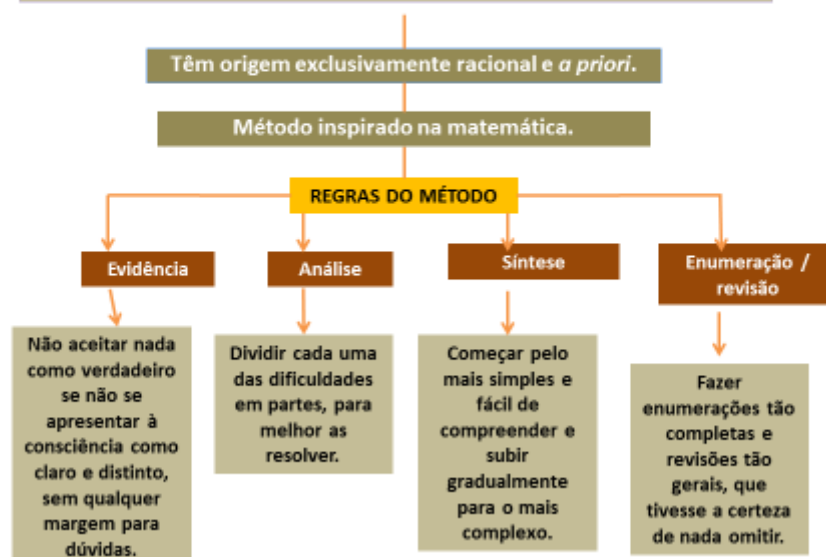 Têm origem exclusivamente racional e a priori.
Método inspirado na matemática.
REGRAS DO MÉTODO
Evidência
Análise
Síntese
Enumeração /
revisão
Não aceitar nada
como verdadeiro
se não se
apresentar à
consciência como
claro e distinto,
sem qualquer
margem para
dúvidas.
Dividir cada uma
das dificuldades
em partes, para
melhor as
resolver.
Começar pelo
mais simples e
fácil de
compreender e
subir
gradualmente
para o mais
complexo.
Fazer
enumerações tão
completas e
revisões tão
gerais, que
tivesse a certeza
de nada omitir.